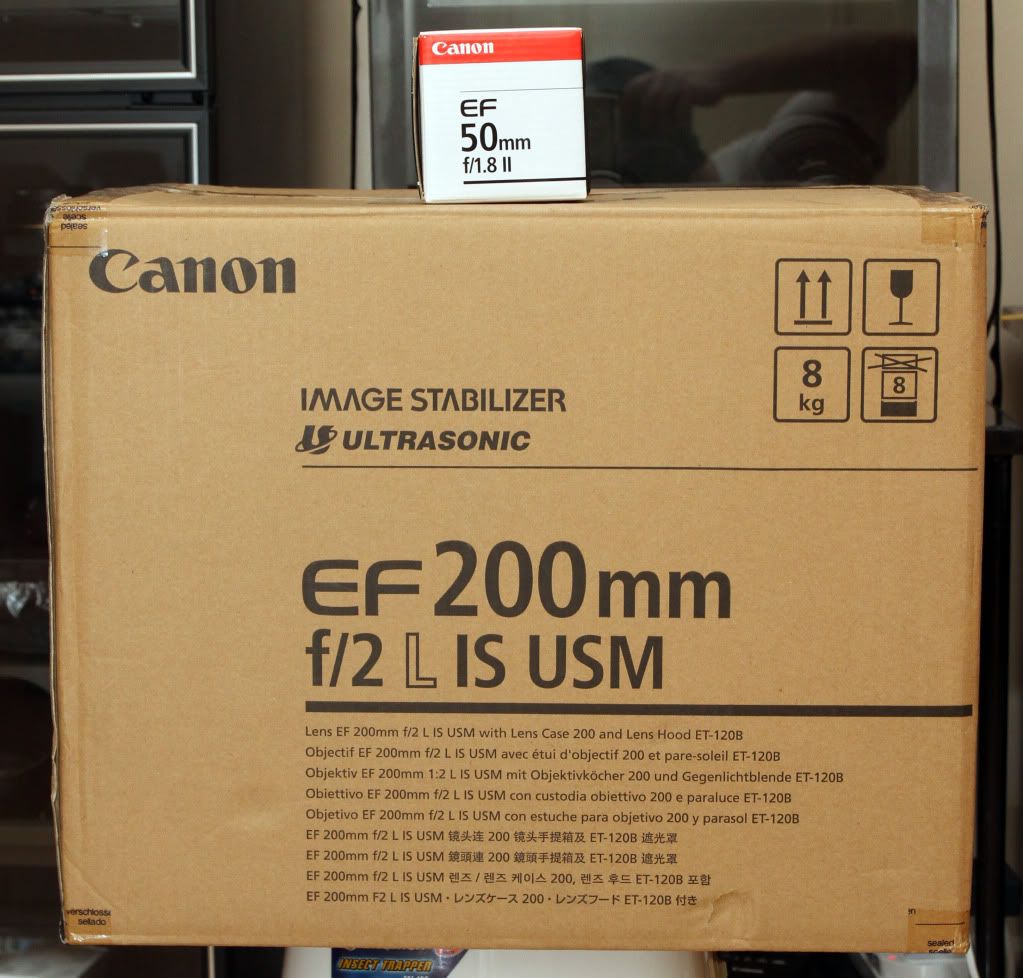 Canon
EF
50mm
f/1.8 II
verschloss
scelle
sealed
Canon
8
kg
8
IMAGE STABILIZER
ULTRASONIC
EF 200mm
f/2 L IS USM
Lens EF 200mm f/2 L IS USM with Lens Case 200 and Lens Hood ET-120B
Objectif EF 200mm f/2 L IS USM avec étui d'objectif 200 et pare-soleil ET-120B
Objektiv EF 200mm 1:2 L IS USM mit Objektivköcher 200 und Gegenlichtblende ET-120B
Obiettivo EF 200mm f/2 L IS USM con custodia obiettivo 200 e paraluce ET-120B
Objetivo EF 200mm f/2 L IS USM con estuche para objetivo 200 y parasol ET-120B
EF 200mm f/2 L IS USM 镜头连 200 镜头手提箱及 ET-120B 遮光罩
EF 200mm f/2 L IS USM 鏡頭連 200 鏡頭手提箱及 ET-120B 遮光罩
EF 200mm f/2 L IS USM 렌즈 / 렌즈 케이스 200, 렌즈 후드 ET-120B 포함
EF 200mm F2 L IS USM・レンズケース 200・レンズフード ET-120B 付き
verschloss
sellado
en
sealed
scelle
INSECT TRAPPER